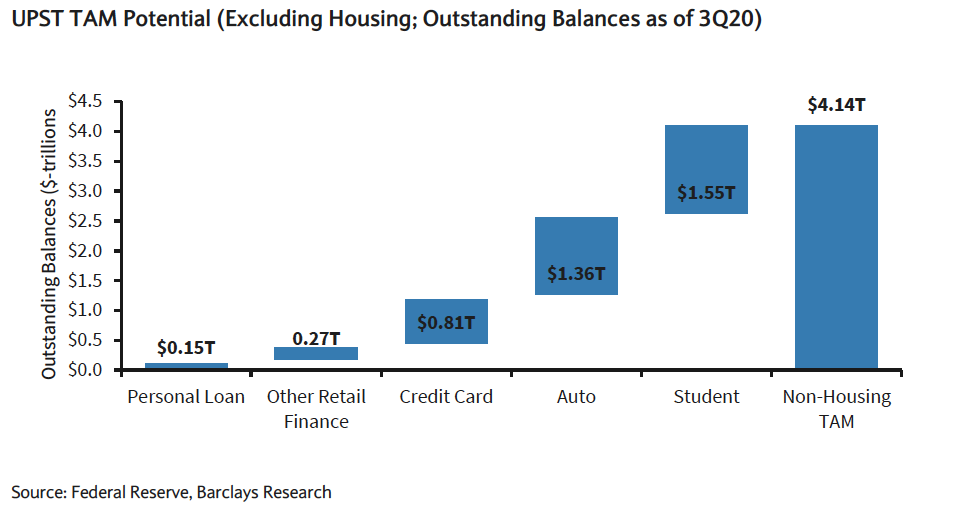 UPST TAM Potential (Excluding Housing; Outstanding Balances as of 3Q20)
Outstanding Balances ($-trillions
$4.5
$4.0
$3.5
$3.0
$2.5
$2.0
$1.5
$1.0
$0.5
$0.0
$0.15T
0.27T
$0.81T
$1.36T
$1.55T
$4.14T
Personal Loan
Other Retail
Finance
Credit Card
Auto
Student
Non-Housing
TAM
Source: Federal Reserve, Barclays Research